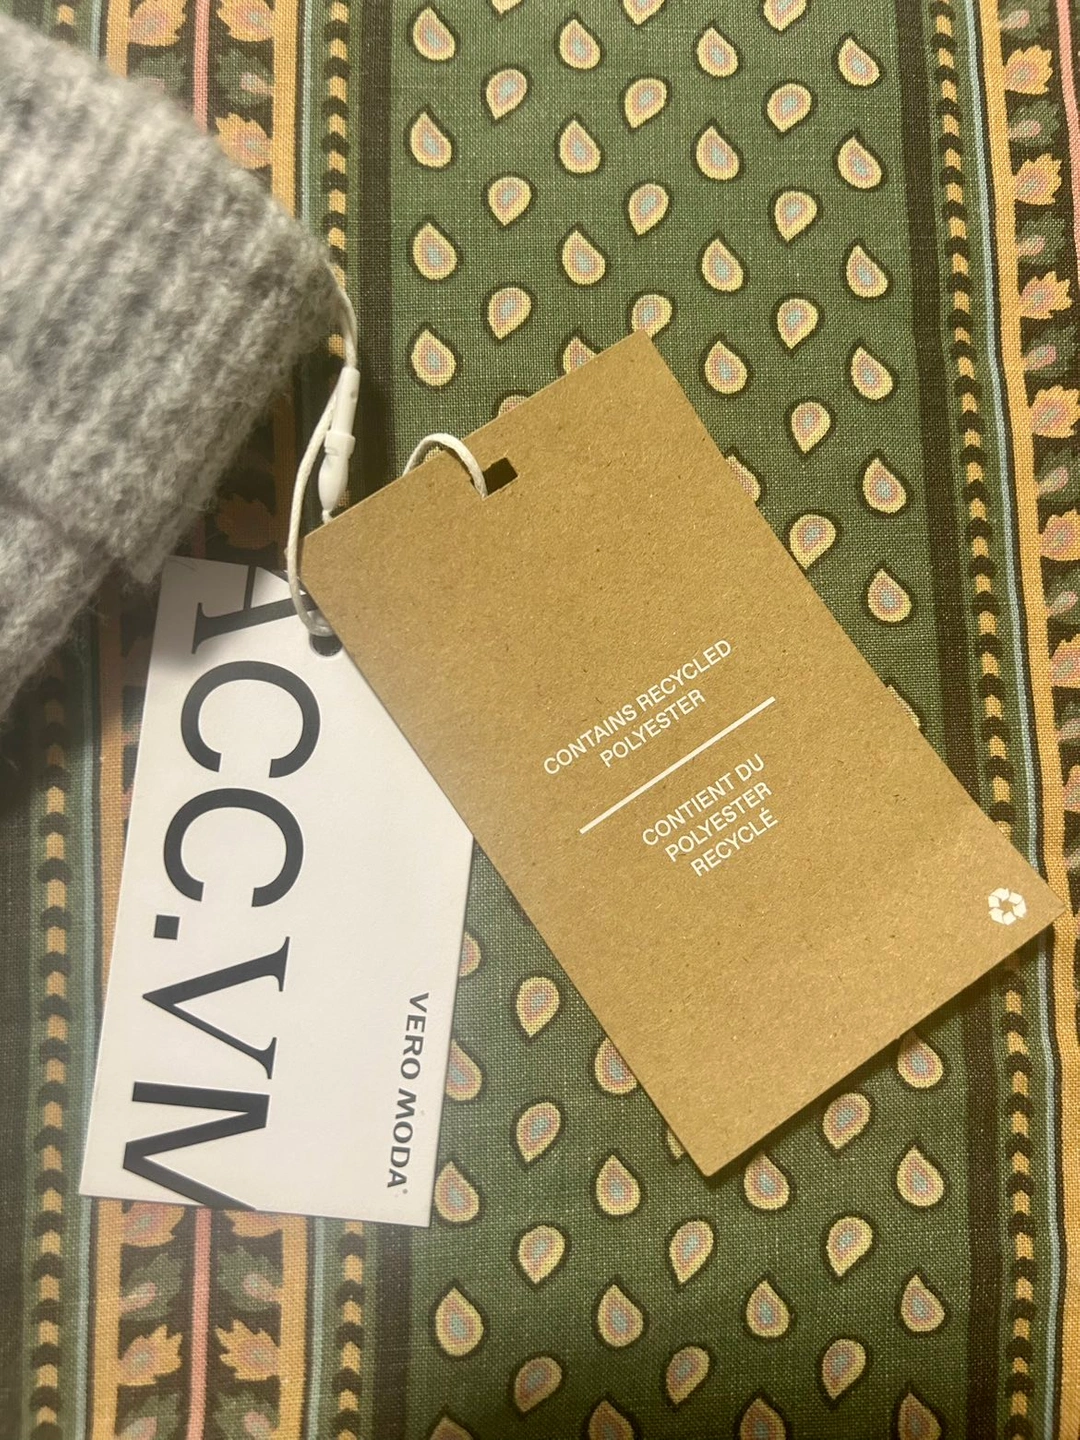 ACC.VM
VERO MODA®
CONTAINS RECYCLED
POLYESTER
CONTIENT DU
POLYESTER
RECYCLÉ